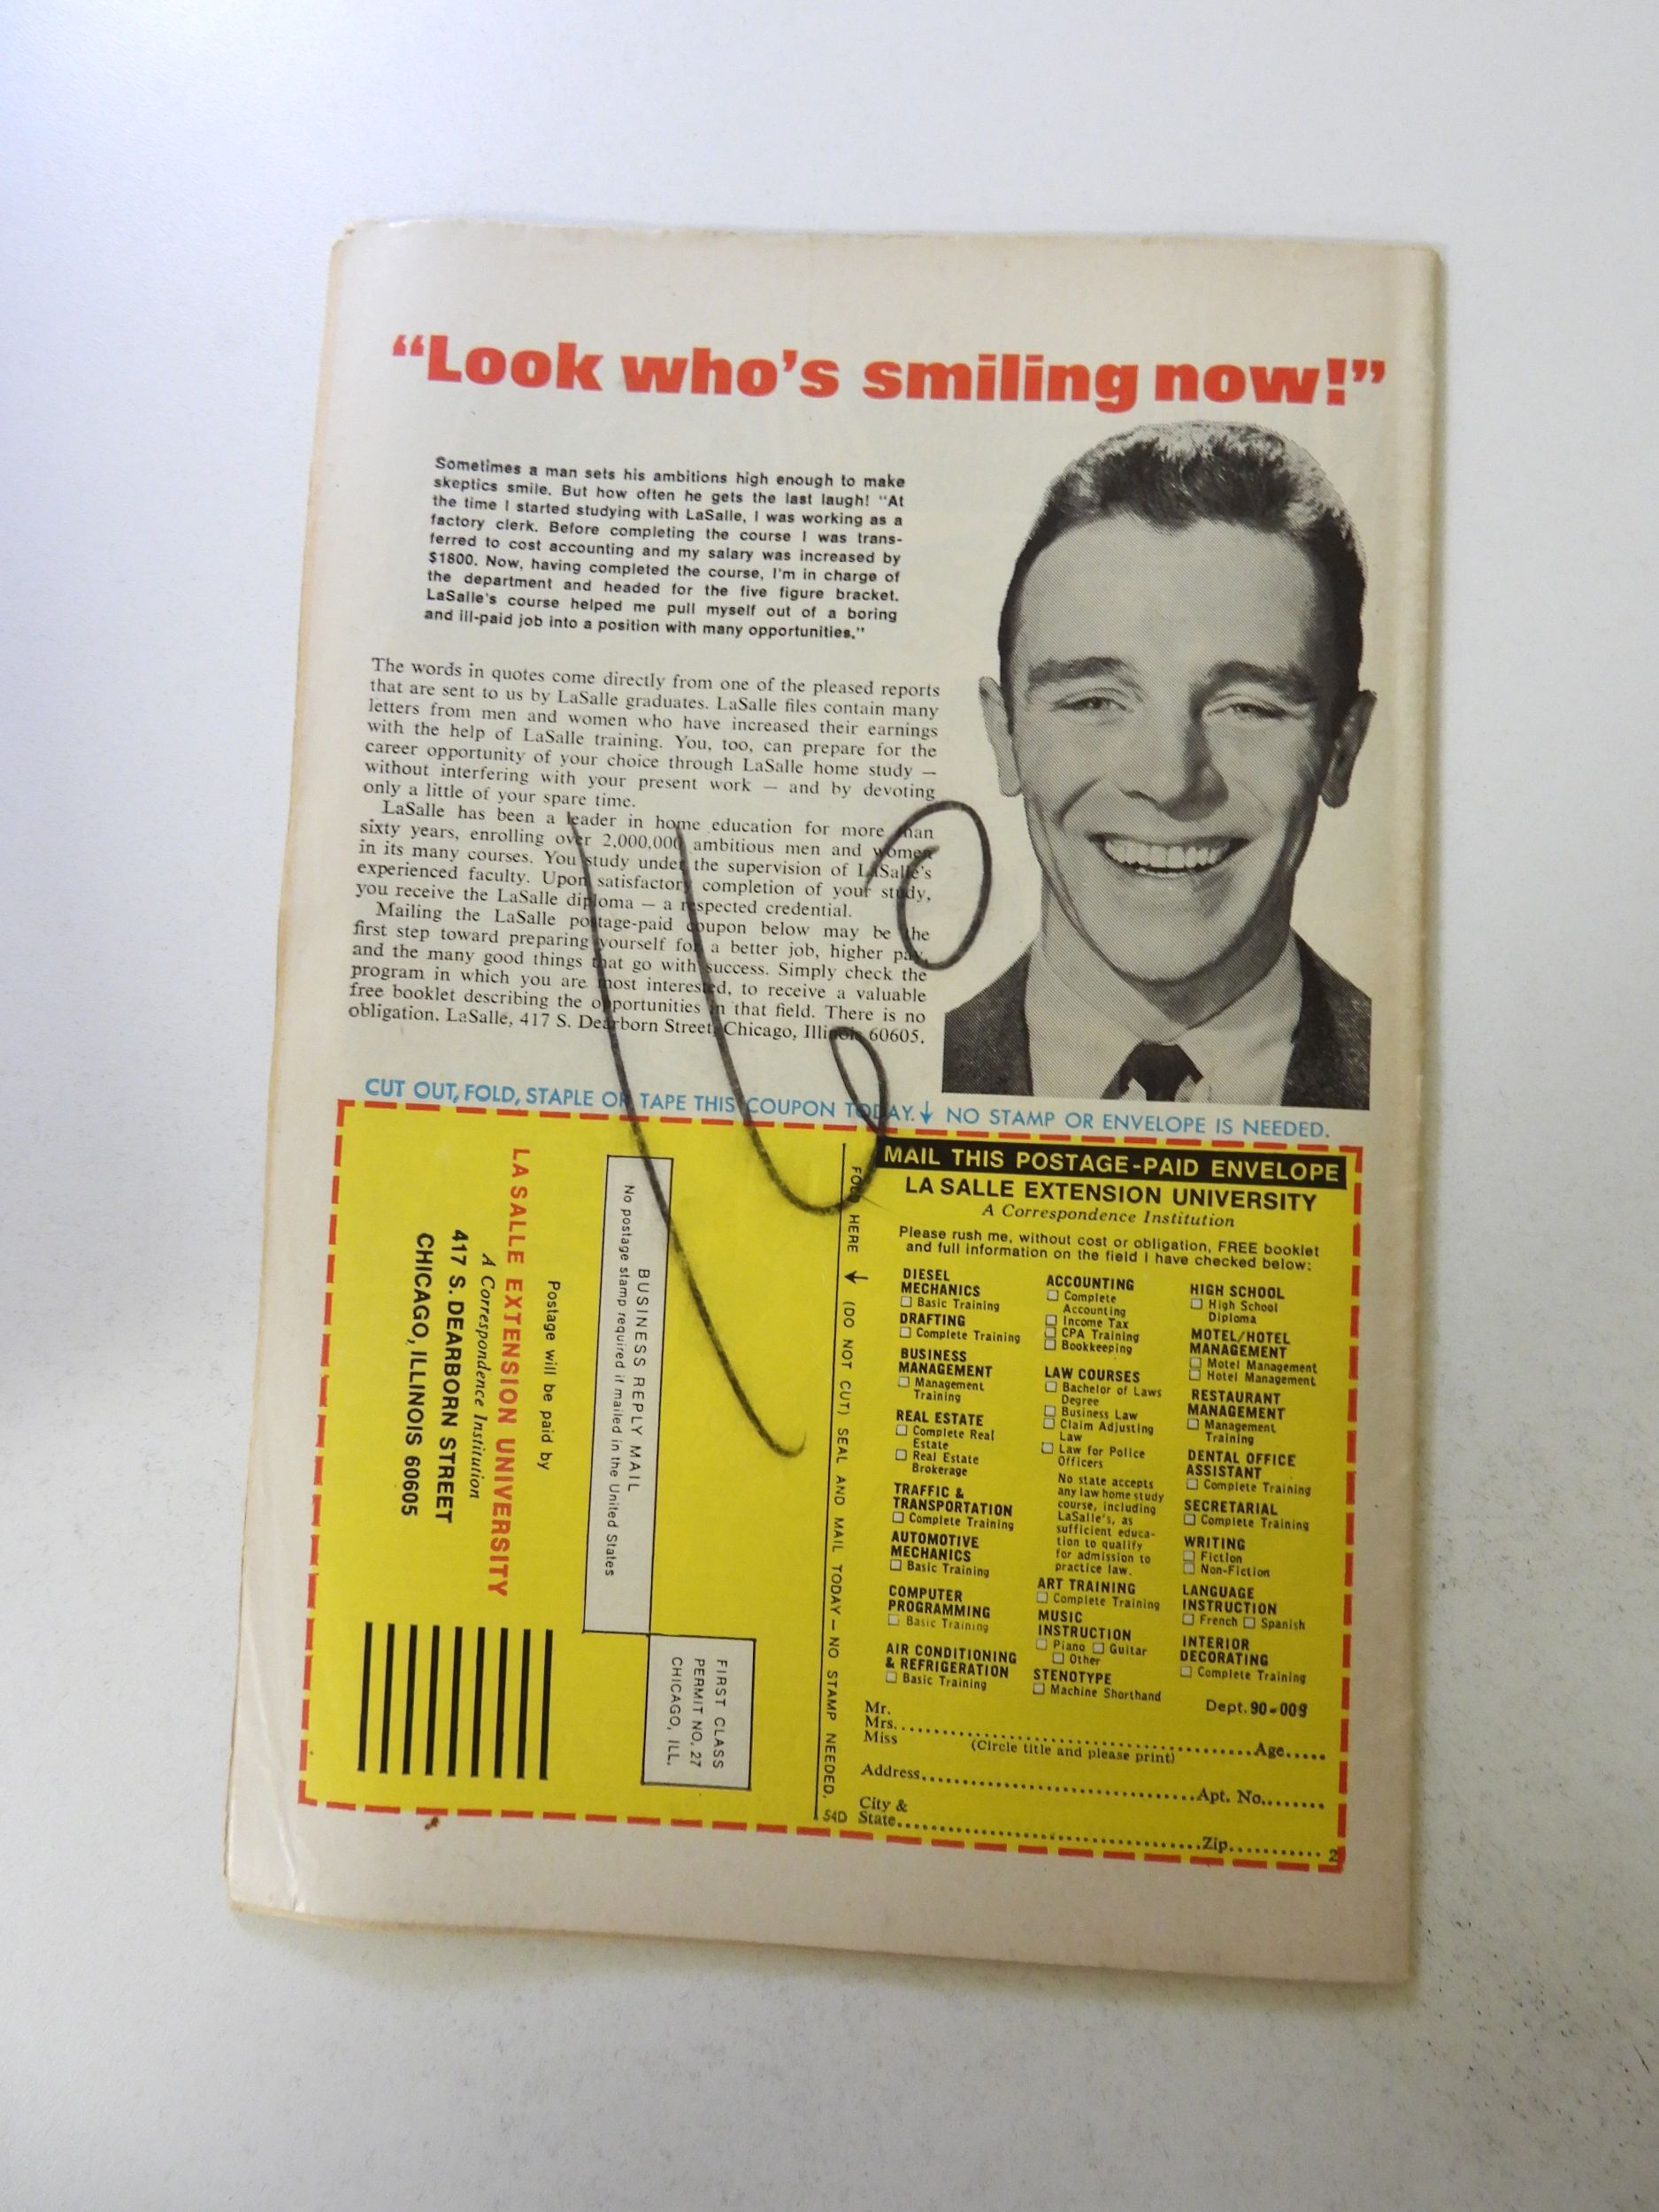 “Look who’s smiling now!”
Sometimes a man sets his ambitions high enough to make
skeptics smile. But how often he gets the last laugh! “At
the time I started studying with LaSalle, I was working as a
factory clerk. Before completing the course I was trans-
ferred to cost accounting and my salary was increased by
$1800. Now, having completed the course, I’m in charge of
the department and headed for the five figure bracket.
LaSalle’s course helped me pull myself out of a boring
and ill-paid job into a position with many opportunities.”
The words in quotes come directly from one of the pleased reports
that are sent to us by LaSalle graduates. LaSalle files contain many
letters from men and women who have increased their earnings
with the help of LaSalle training. You, too, can prepare for the
career opportunity of your choice through LaSalle home study —
without interfering with your present work — and by devoting
only a little of your spare time.
LaSalle has been a leader in home education for more than
sixty years, enrolling over 2,000,000 ambitious men and women
in its many courses. You study under the supervision of LaSalle’s
experienced faculty. Upon satisfactory completion of your study,
you receive the LaSalle diploma — a respected credential.
Mailing the LaSalle postage-paid coupon below may be the
first step toward preparing yourself for a better job, higher pay,
and the many good things that go with success. Simply check the
program in which you are most interested, to receive a valuable
free booklet describing the opportunities in that field. There is no
obligation. LaSalle, 417 S. Dearborn Street, Chicago, Illinois 60605.
CUT OUT, FOLD, STAPLE OR TAPE THIS COUPON TODAY. ↓ NO STAMP OR ENVELOPE IS NEEDED.
FIRST CLASS
PERMIT NO. 27
CHICAGO, ILL.
BUSINESS REPLY MAIL
No postage stamp required if mailed in the United States
Postage will be paid by
LA SALLE EXTENSION UNIVERSITY
A Correspondence Institution
417 S. DEARBORN STREET
CHICAGO, ILLINOIS 60605
FOLD HERE → (DO NOT CUT) SEAL AND MAIL TODAY — NO STAMP NEEDED.
54D
MAIL THIS POSTAGE-PAID ENVELOPE
LA SALLE EXTENSION UNIVERSITY
A Correspondence Institution
Please rush me, without cost or obligation, FREE booklet
and full information on the field I have checked below:
DIESEL
MECHANICS
☐ Basic Training
DRAFTING
☐ Complete Training
BUSINESS
MANAGEMENT
☐ Management
Training
REAL ESTATE
☐ Complete Real
Estate
☐ Real Estate
Brokerage
TRAFFIC &
TRANSPORTATION
☐ Complete Training
AUTOMOTIVE
MECHANICS
☐ Basic Training
COMPUTER
PROGRAMMING
☐ Basic Training
AIR CONDITIONING
& REFRIGERATION
☐ Basic Training
ACCOUNTING
☐ Complete
Accounting
☐ Income Tax
☐ CPA Training
☐ Bookkeeping
LAW COURSES
☐ Bachelor of Laws
Degree
☐ Business Law
☐ Claim Adjusting
Law
☐ Law for Police
Officers
No state accepts
any law home study
course, including
LaSalle’s, as
sufficient educa-
tion to qualify
for admission to
practice law.
ART TRAINING
☐ Complete Training
MUSIC
INSTRUCTION
☐ Piano ☐ Guitar
☐ Other
STENOTYPE
☐ Machine Shorthand
HIGH SCHOOL
☐ High School
Diploma
MOTEL/HOTEL
MANAGEMENT
☐ Motel Management
☐ Hotel Management
RESTAURANT
MANAGEMENT
☐ Management
Training
DENTAL OFFICE
ASSISTANT
☐ Complete Training
SECRETARIAL
☐ Complete Training
WRITING
☐ Fiction
☐ Non-Fiction
LANGUAGE
INSTRUCTION
☐ French ☐ Spanish
INTERIOR
DECORATING
☐ Complete Training
Dept. 90-009
Mr.
Mrs. Age
Miss (Circle title and please print)
Address Apt. No.
City &
State Zip
2